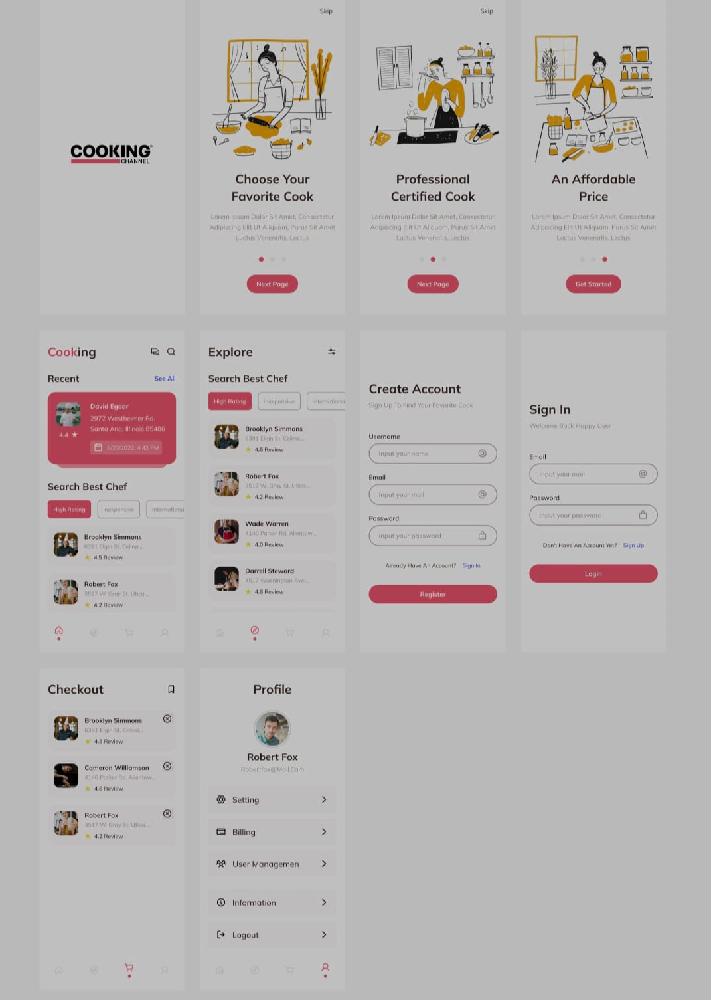 COOKING®
CHANNEL
Skip
Choose Your
Favorite Cook
Lorem Ipsum Dolor Sit Amet, Consectetur
Adipiscing Elit Ut Aliquam, Purus Sit Amet
Luctus Venenatis, Lectus
Next Page
Skip
Professional
Certified Cook
Lorem Ipsum Dolor Sit Amet, Consectetur
Adipiscing Elit Ut Aliquam, Purus Sit Amet
Luctus Venenatis, Lectus
Next Page
An Affordable
Price
Lorem Ipsum Dolor Sit Amet, Consectetur
Adipiscing Elit Ut Aliquam, Purus Sit Amet
Luctus Venenatis, Lectus
Get Started
Cooking
Recent
See All
David Egdar
2972 Westheimer Rd.
Santa Ana, Illinois 85486
4.4
8/23/2022, 4:42 PM
Search Best Chef
High Rating
Inexpensive
Internationa
Brooklyn Simmons
6391 Elgin St. Celina...
4.5 Review
Robert Fox
3517 W. Gray St. Utica...
4.2 Review
Explore
Search Best Chef
High Rating
Inexpensive
Internationa
Brooklyn Simmons
6391 Elgin St. Celina...
4.5 Review
Robert Fox
3517 W. Gray St. Utica...
4.2 Review
Wade Warren
4140 Parker Rd. Allentow...
4.0 Review
Darrell Steward
4517 Washington Ave...
4.8 Review
Create Account
Sign Up To Find Your Favorite Cook
Username
Input your name
Email
Input your mail
Password
Input your password
Already Have An Account? Sign In
Register
Sign In
Welcome Back Happy User
Email
Input your mail
Password
Input your password
Don't Have An Account Yet? Sign Up
Login
Checkout
Brooklyn Simmons
6391 Elgin St. Celina...
4.5 Review
Cameron Williamson
4140 Parker Rd. Allentow...
4.6 Review
Robert Fox
3517 W. Gray St. Utica...
4.2 Review
Profile
Robert Fox
Robertfox@Mail.Com
Setting
Billing
User Managemen
Information
Logout